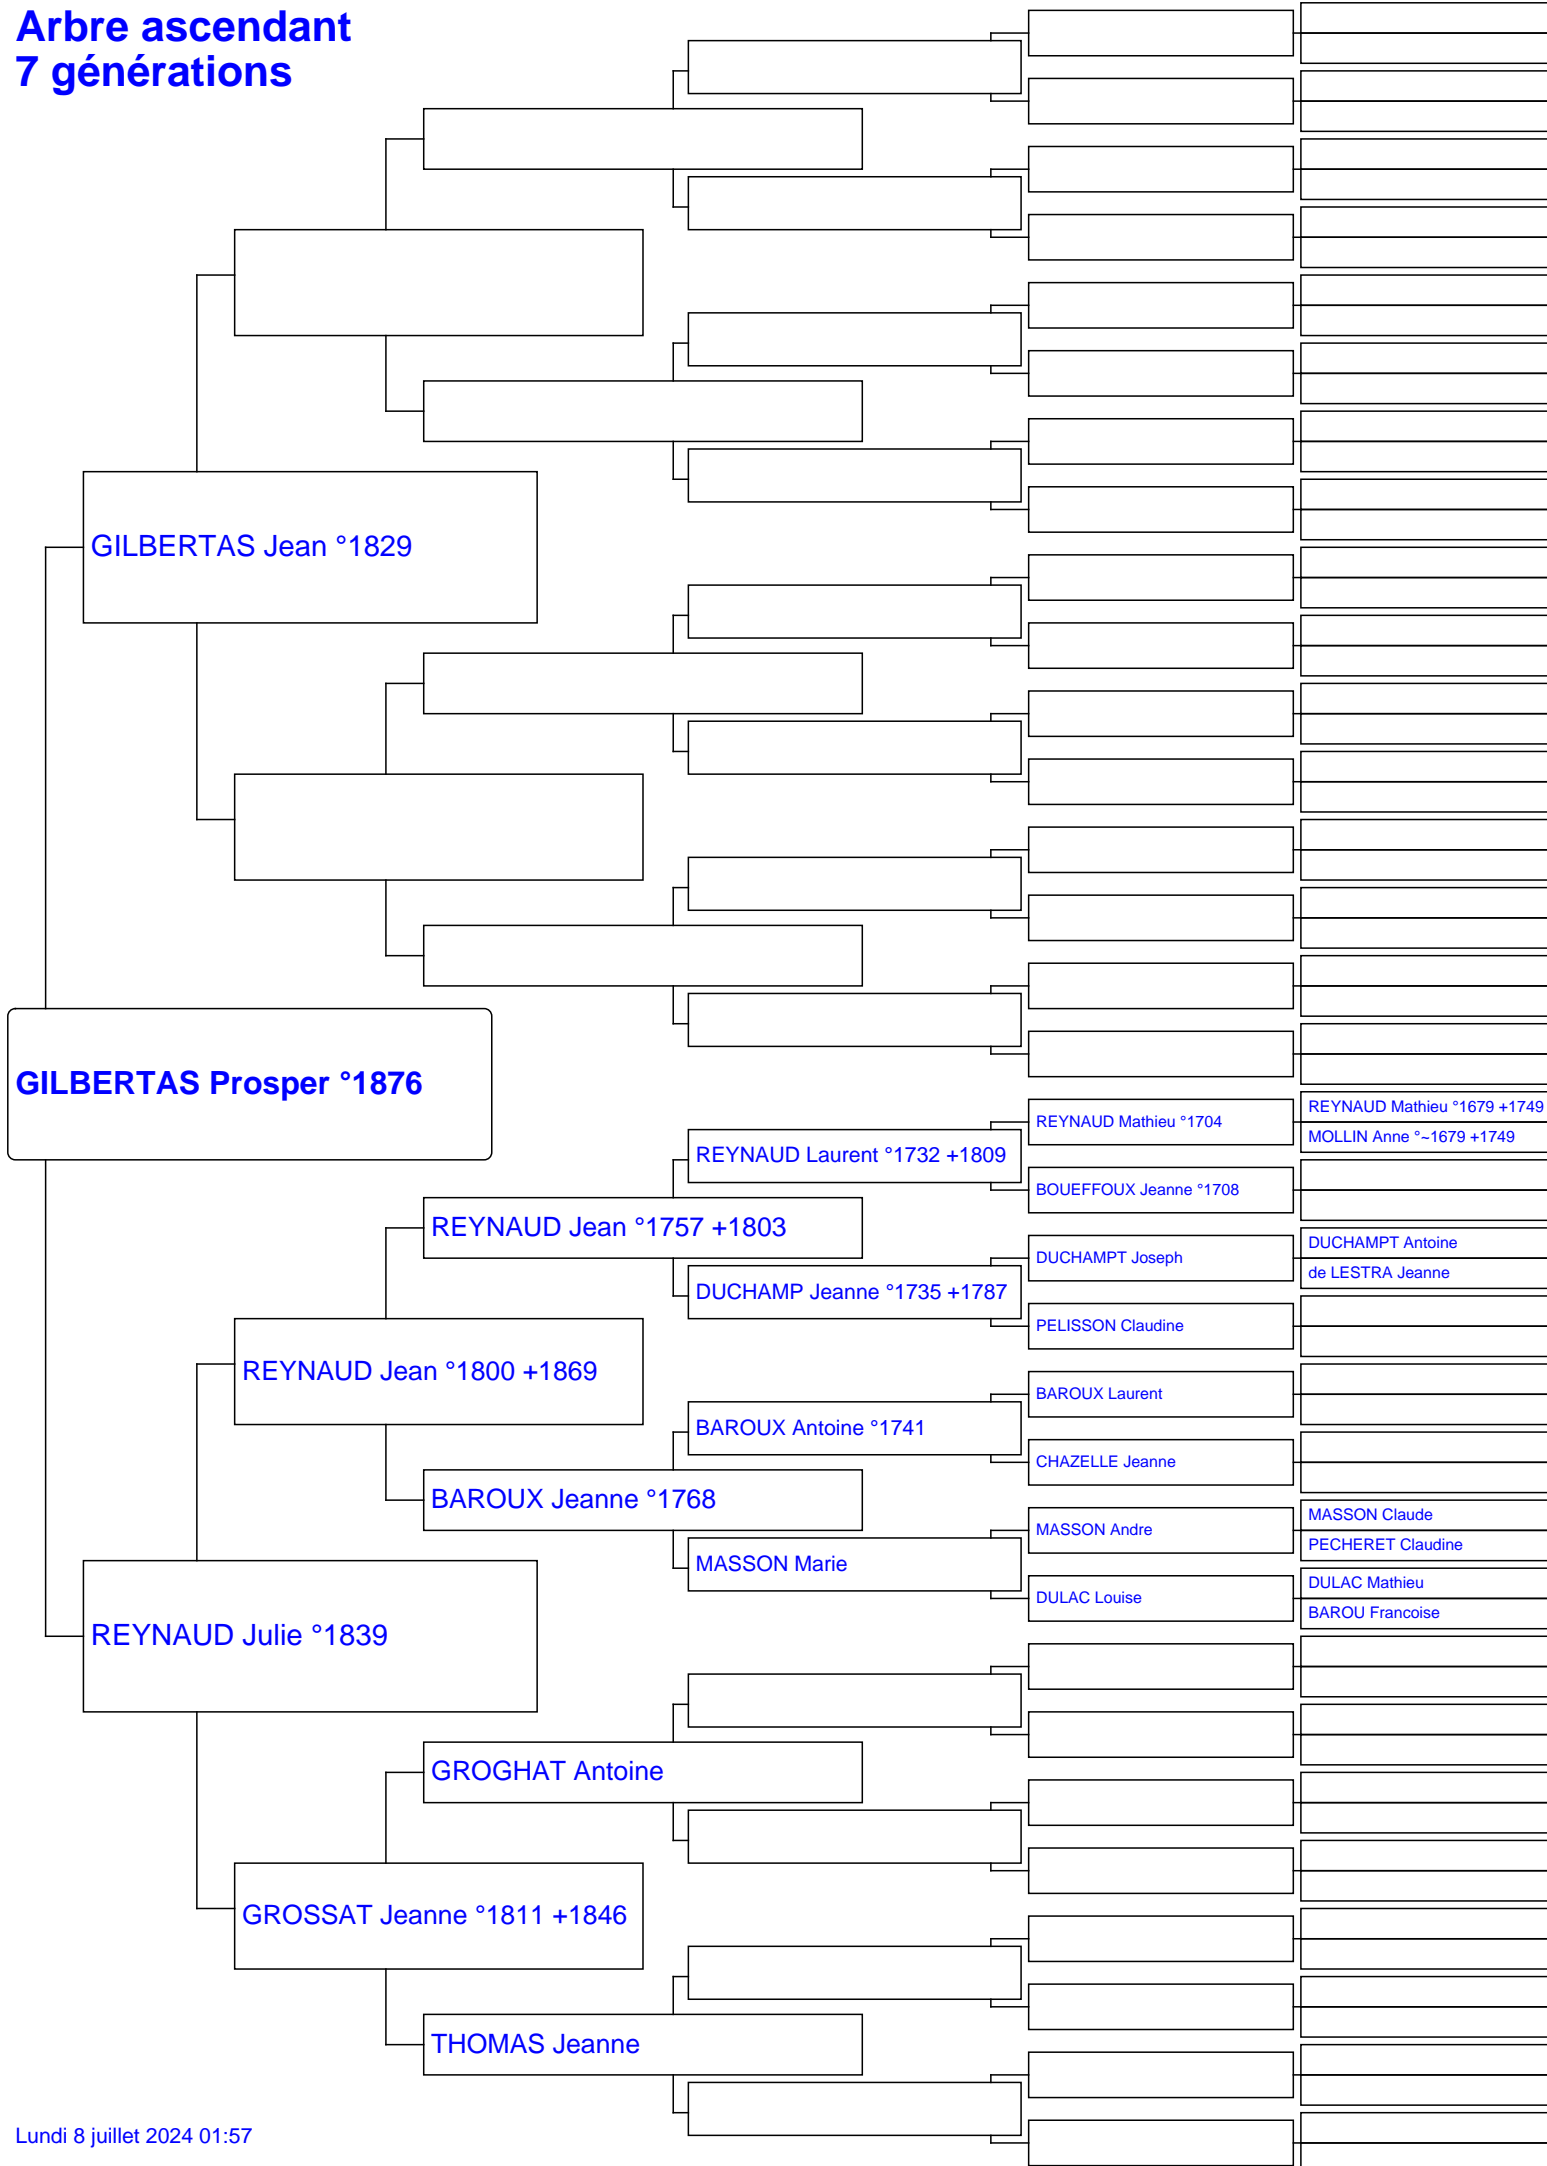 Arbre ascendant
7 générations
GILBERTAS Jean °1829
GILBERTAS Prosper °1876
REYNAUD Mathieu °1679 +1749
REYNAUD Mathieu °1704
MOLLIN Anne °~1679 +1749
REYNAUD Laurent °1732 +1809
BOUEFFOUX Jeanne °1708
REYNAUD Jean °1757 +1803
DUCHAMPT Antoine
DUCHAMPT Joseph
de LESTRA Jeanne
DUCHAMP Jeanne °1735 +1787
PELISSON Claudine
REYNAUD Jean °1800 +1869
BAROUX Laurent
BAROUX Antoine °1741
CHAZELLE Jeanne
BAROUX Jeanne °1768
MASSON Claude
MASSON Andre
PECHERET Claudine
MASSON Marie
DULAC Mathieu
DULAC Louise
BAROU Francoise
REYNAUD Julie °1839
GROGHAT Antoine
GROSSAT Jeanne °1811 +1846
THOMAS Jeanne
Lundi 8 juillet 2024 01:57